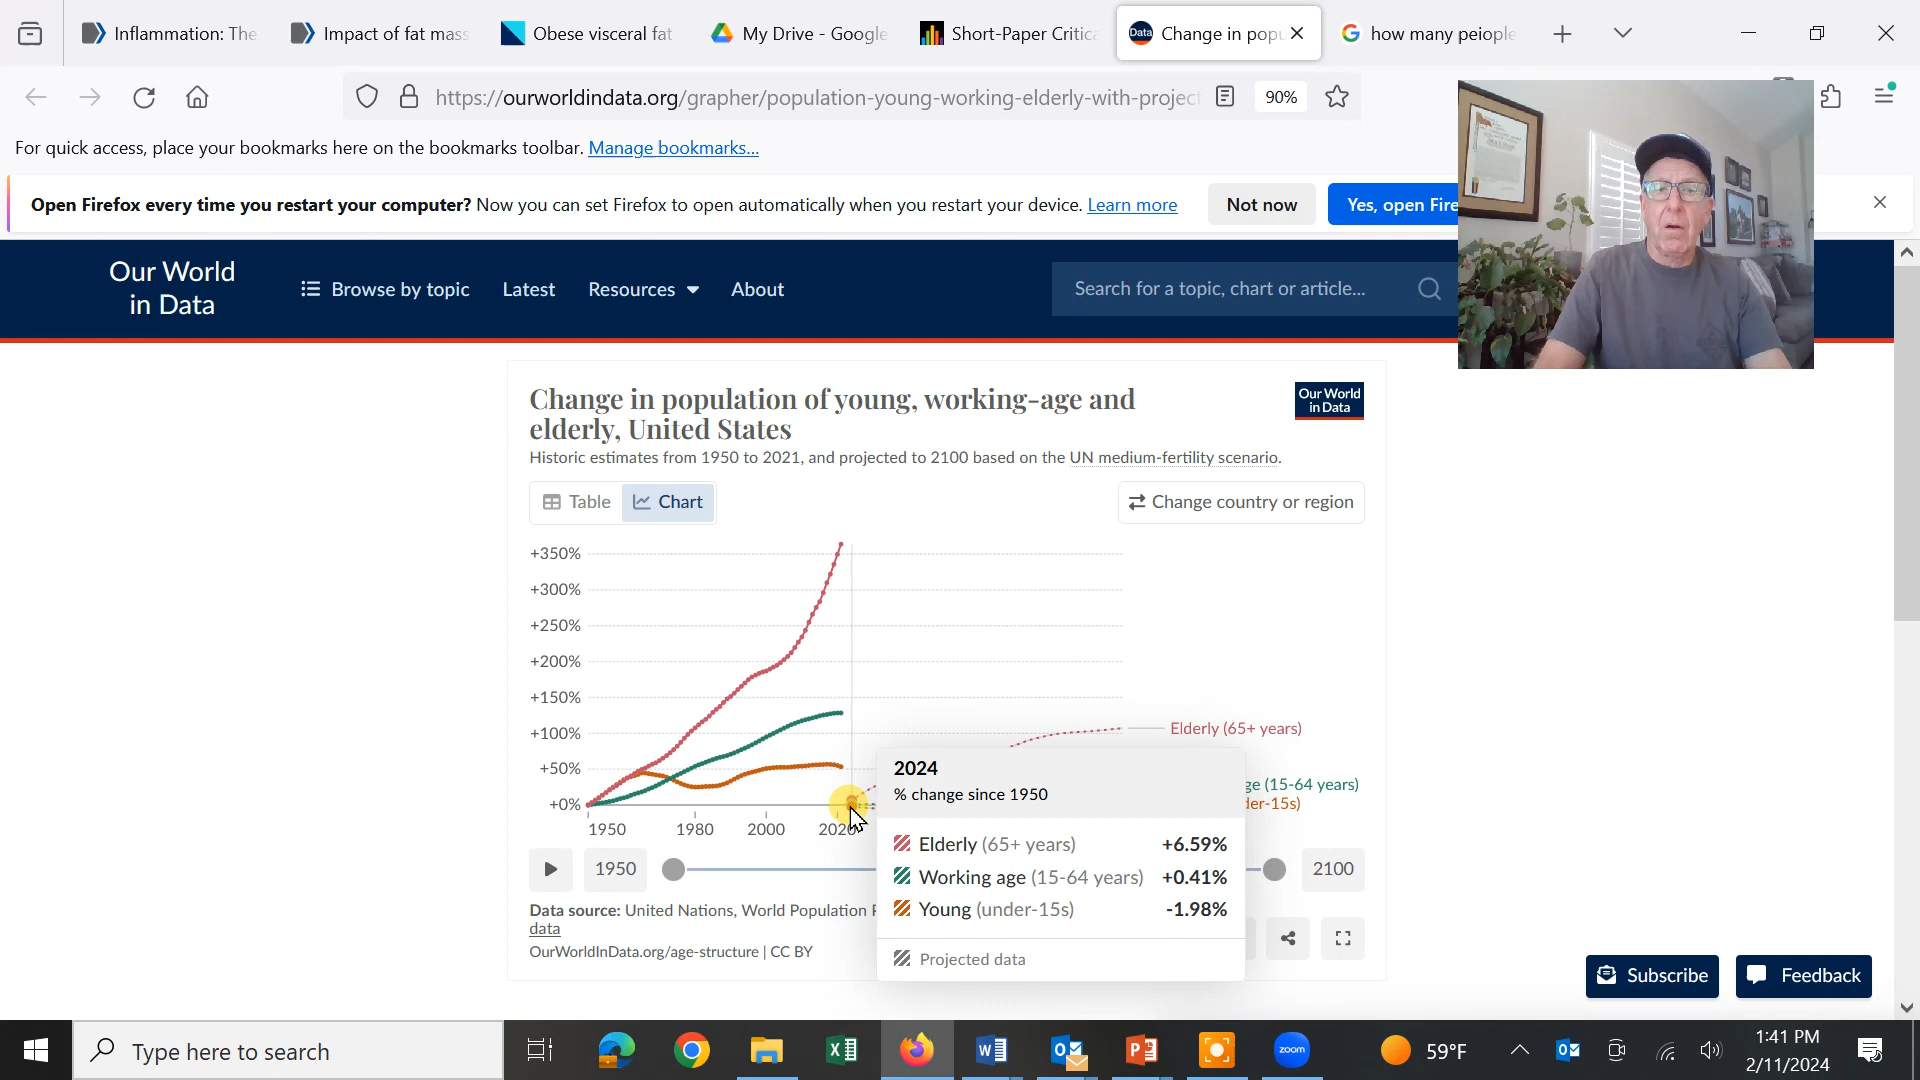 Inflammation: The
Impact of fat mass
Obese visceral fat
My Drive - Google
Short-Paper Critica
Data
Change in popu
how many peiople
https://ourworldindata.org/grapher/population-young-working-elderly-with-project
90%
For quick access, place your bookmarks here on the bookmarks toolbar. Manage bookmarks...
Open Firefox every time you restart your computer? Now you can set Firefox to open automatically when you restart your device. Learn more
Not now
Yes, open Fire
Our World
in Data
Browse by topic
Latest
Resources
About
Search for a topic, chart or article...
Change in population of young, working-age and
elderly, United States
Our World
in Data
Historic estimates from 1950 to 2021, and projected to 2100 based on the UN medium-fertility scenario.
Table
Chart
Change country or region
+350%
+300%
+250%
+200%
+150%
+100%
+50%
+0%
1950
1980
2000
2020
Elderly (65+ years)
ge (15-64 years)
der-15s)
2024
% change since 1950
Elderly (65+ years) +6.59%
Working age (15-64 years) +0.41%
Young (under-15s) -1.98%
Projected data
1950
2100
Data source: United Nations, World Population P
data
OurWorldInData.org/age-structure | CC BY
Subscribe
Feedback
Type here to search
zoom
59°F
1:41 PM
2/11/2024